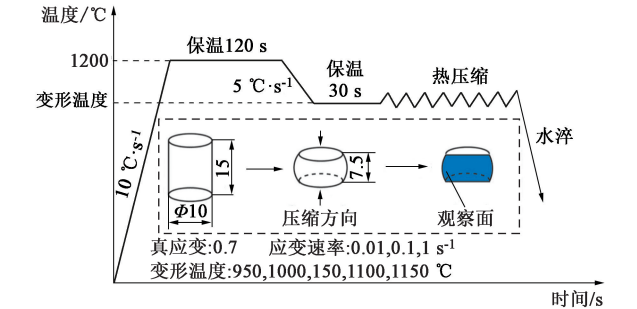 温度/℃
保温120 s
1200
5 ℃·s-1
保温
30 s
热压缩
变形温度
水淬
10 ℃·s-1
15
7.5
Φ10
压缩方向
观察面
真应变:0.7 应变速率:0.01,0.1,1 s-1
变形温度:950,1000,150,1100,1150 ℃
时间/s